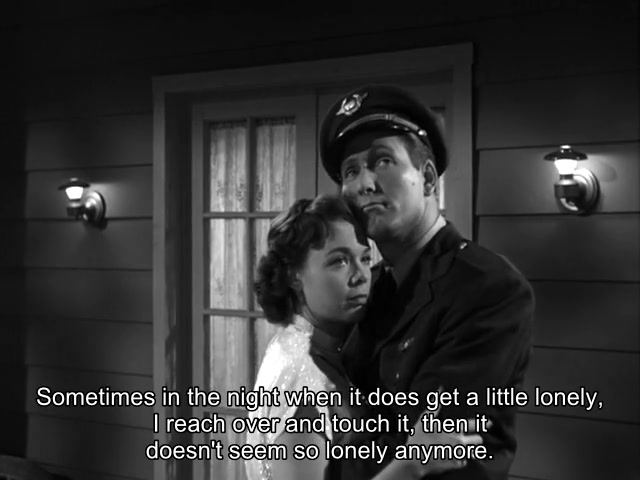 Sometimes in the night when it does get a little lonely,
I reach over and touch it, then it
doesn't seem so lonely anymore.